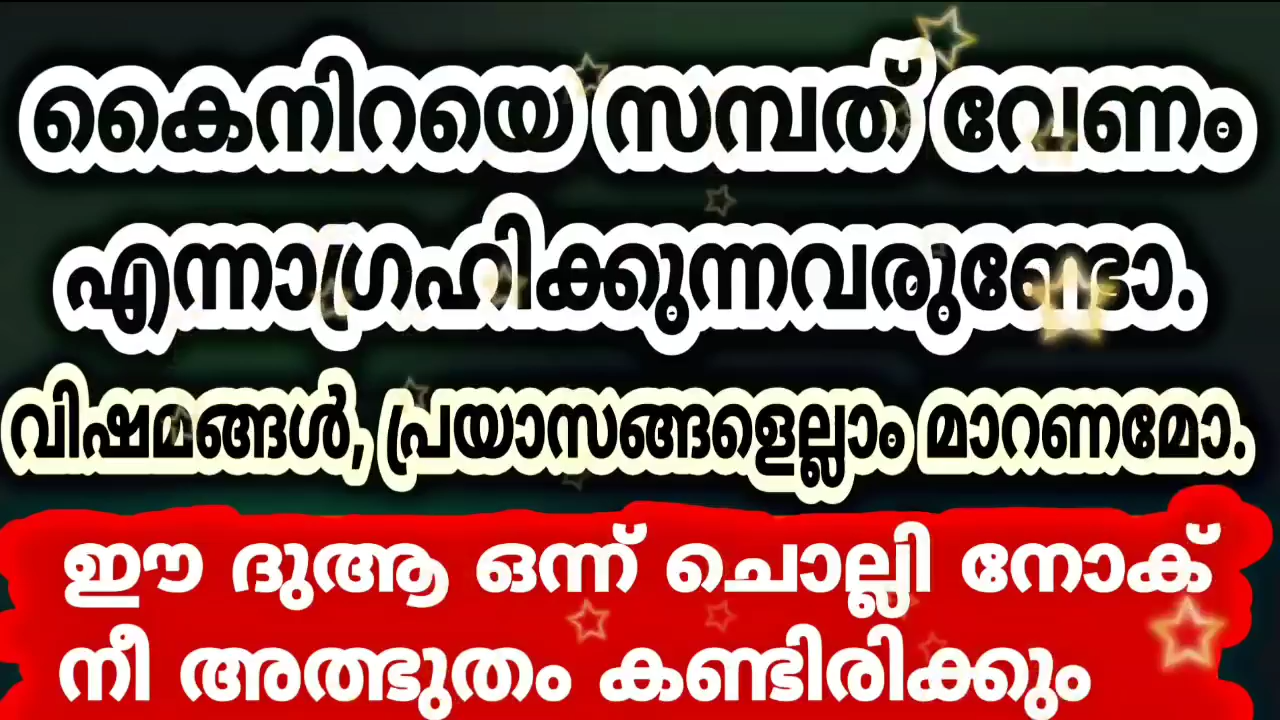 കൈനിറയെ സമ്പത് വേണം
എന്നാഗ്രഹിക്കുന്നവരുണ്ടോ.
വിഷമങ്ങൾ, പ്രയാസങ്ങളെല്ലാം മാറണമോ.
ഈ ദുആ ഒന്ന് ചൊല്ലി നോക്
നീ അത്ഭുതം കണ്ടിരിക്കും